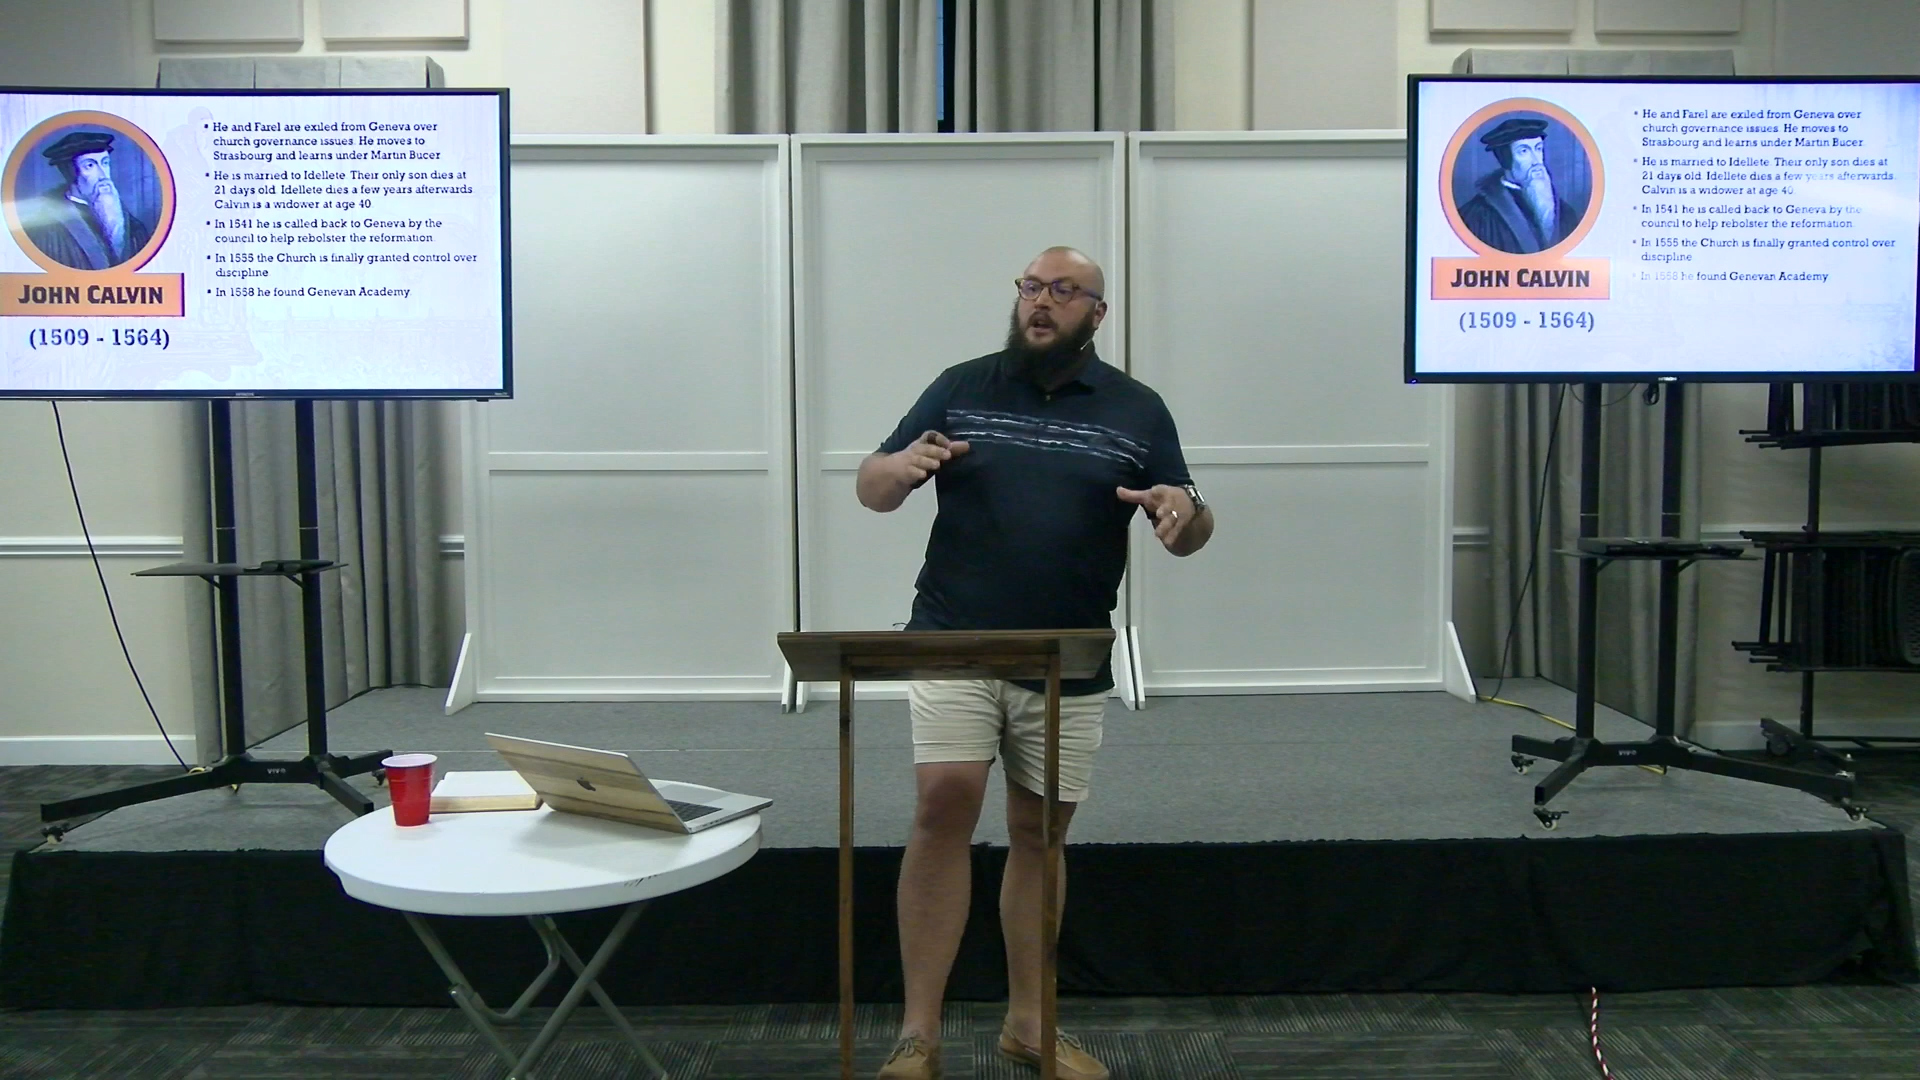 ▪ He and Farel are exiled from Geneva over
church governance issues. He moves to
Strasbourg and learns under Martin Bucer.
▪ He is married to Idellete. Their only son dies at
21 days old. Idellete dies a few years afterwards.
Calvin is a widower at age 40.
▪ In 1541 he is called back to Geneva by the
council to help rebolster the reformation.
▪ In 1555 the Church is finally granted control over
discipline
▪ In 1558 he found Genevan Academy.
JOHN CALVIN
(1509 - 1564)
▪ He and Farel are exiled from Geneva over
church governance issues. He moves to
Strasbourg and learns under Martin Bucer.
▪ He is married to Idellete. Their only son dies at
21 days old. Idellete dies a few years afterwards.
Calvin is a widower at age 40.
▪ In 1541 he is called back to Geneva by the
council to help rebolster the reformation.
▪ In 1555 the Church is finally granted control over
discipline
▪ In 1558 he found Genevan Academy.
JOHN CALVIN
(1509 - 1564)
VIVO
VIVO